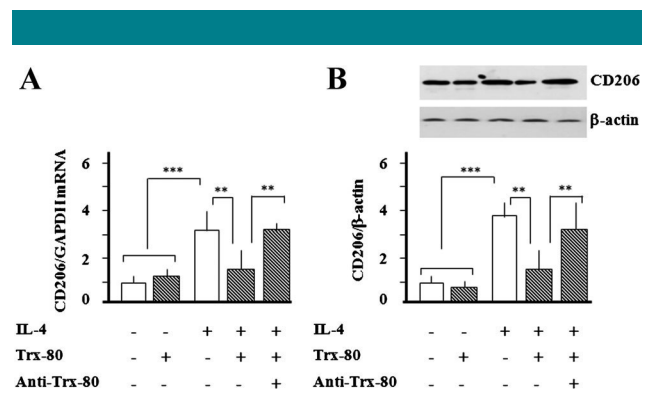 A
B
CD206
β-actin
CD206/GAPDH mRNA
6
4
2
0
***
**
**
IL-4 - - + + +
Trx-80 - + - + +
Anti-Trx-80 - - - - +
CD206/β-actin
6
4
2
0
***
**
**
IL-4 - - + + +
Trx-80 - + - + +
Anti-Trx-80 - - - - +